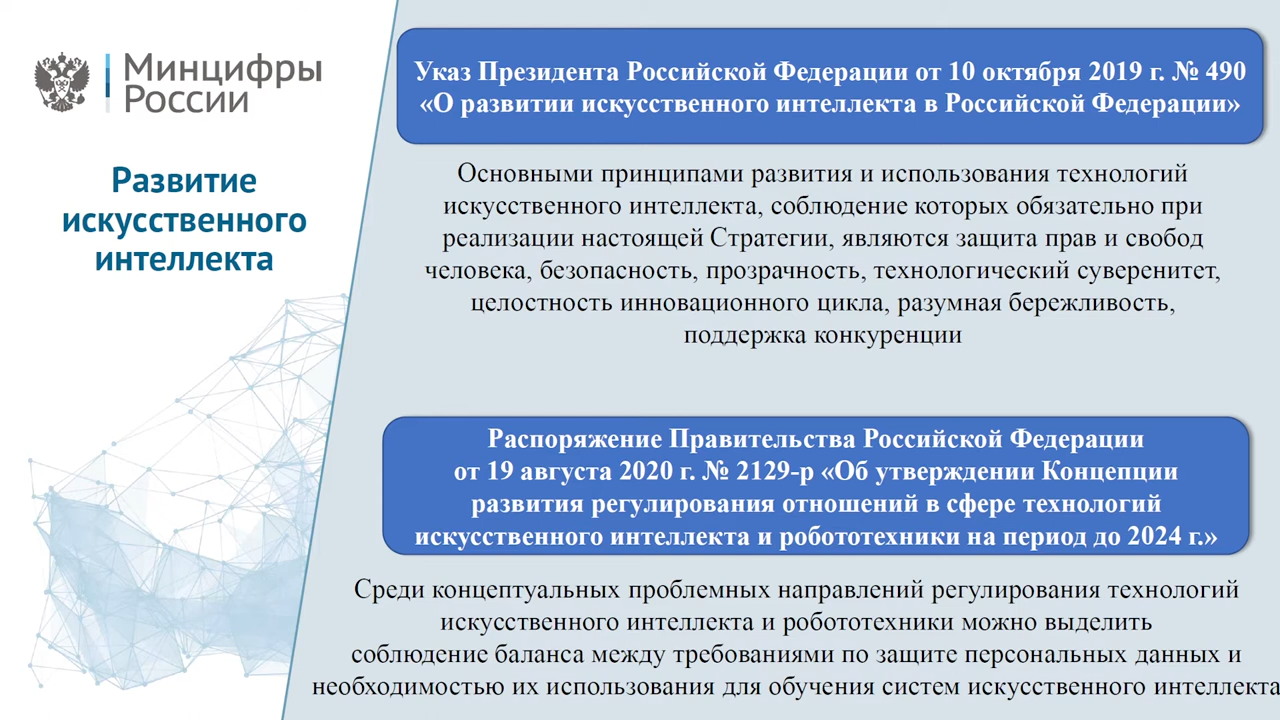 Минцифры
России
Развитие
искусственного
интеллекта
Указ Президента Российской Федерации от 10 октября 2019 г. № 490
«О развитии искусственного интеллекта в Российской Федерации»
Основными принципами развития и использования технологий
искусственного интеллекта, соблюдение которых обязательно при
реализации настоящей Стратегии, являются защита прав и свобод
человека, безопасность, прозрачность, технологический суверенитет,
целостность инновационного цикла, разумная бережливость,
поддержка конкуренции
Распоряжение Правительства Российской Федерации
от 19 августа 2020 г. № 2129-р «Об утверждении Концепции
развития регулирования отношений в сфере технологий
искусственного интеллекта и робототехники на период до 2024 г.»
Среди концептуальных проблемных направлений регулирования технологий
искусственного интеллекта и робототехники можно выделить
соблюдение баланса между требованиями по защите персональных данных и
необходимостью их использования для обучения систем искусственного интеллекта